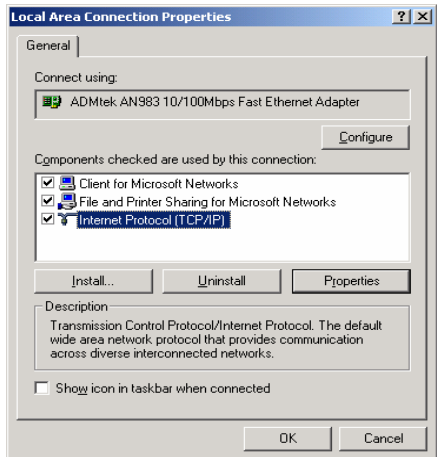 Local Area Connection Properties
General
Connect using:
ADMtek AN983 10/100Mbps Fast Ethernet Adapter
Configure
Components checked are used by this connection:
Client for Microsoft Networks
File and Printer Sharing for Microsoft Networks
Internet Protocol (TCP/IP)
Install... Uninstall Properties
Description
Transmission Control Protocol/Internet Protocol. The default
wide area network protocol that provides communication
across diverse interconnected networks.
Show icon in taskbar when connected
OK Cancel